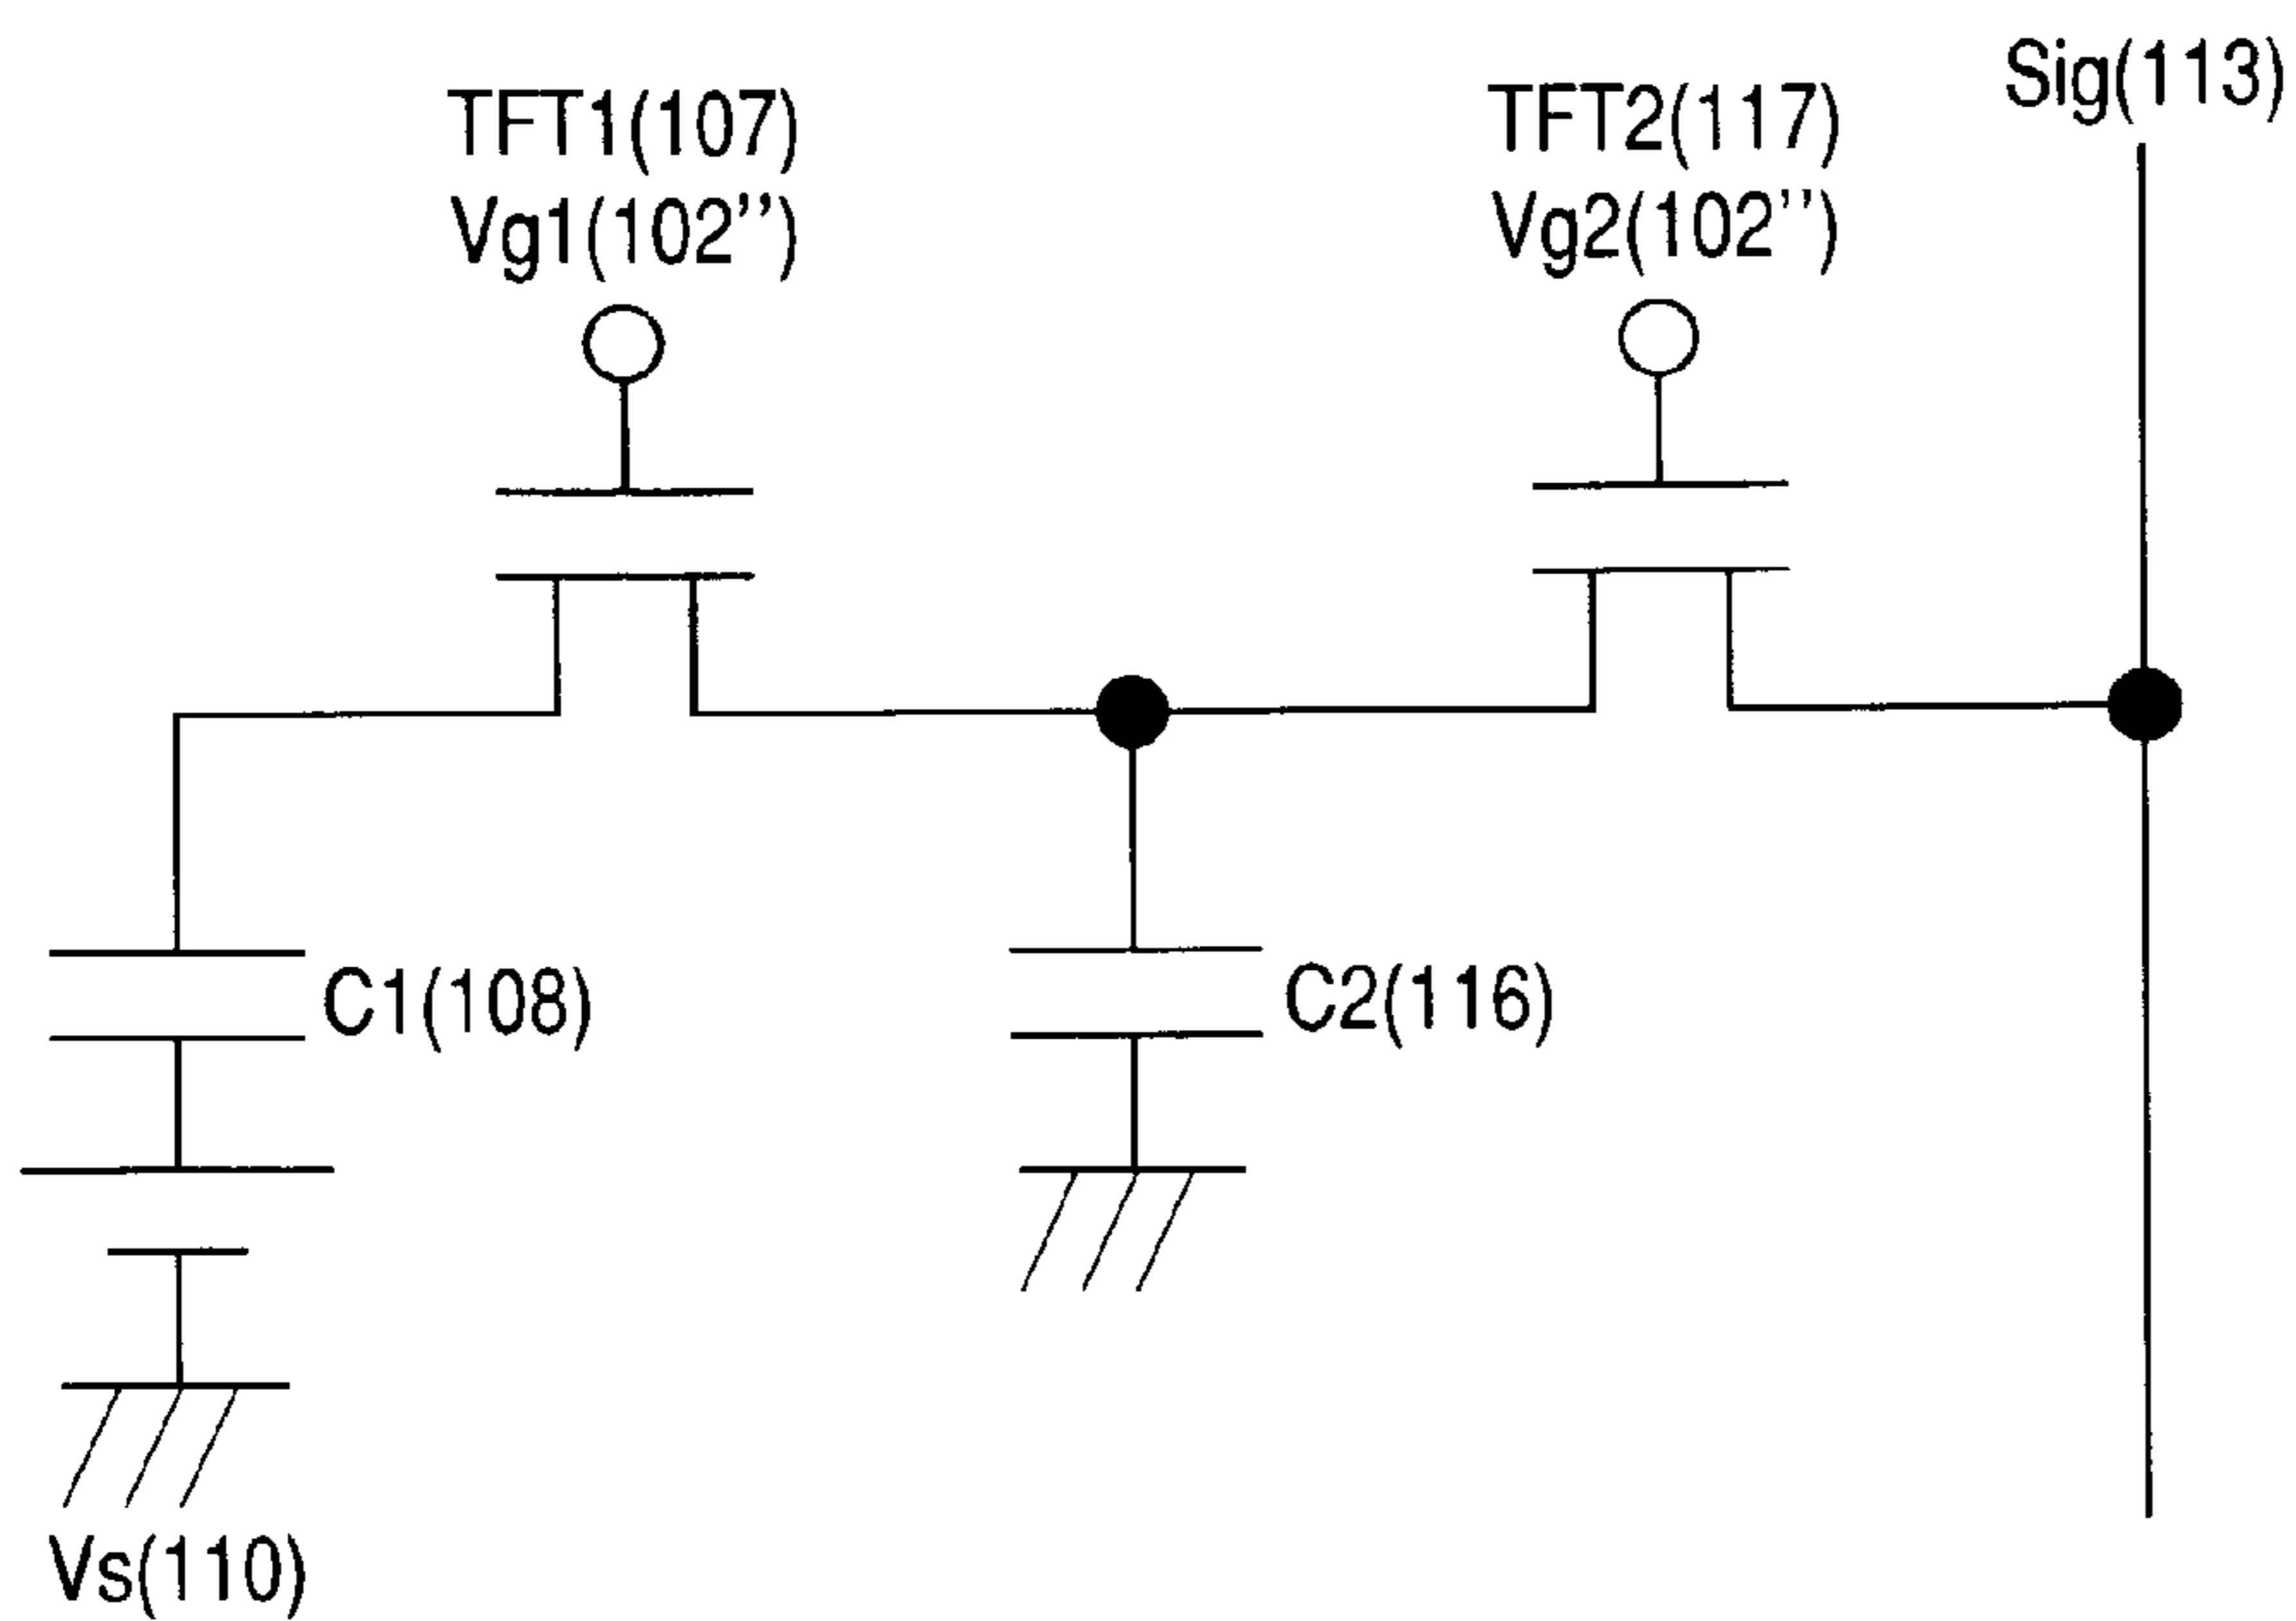 Sig(113)
TFT1(107)
Vg1(102’’)
TFT2(117)
Vg2(102’’)
C1(108)
C2(116)
Vs(110)